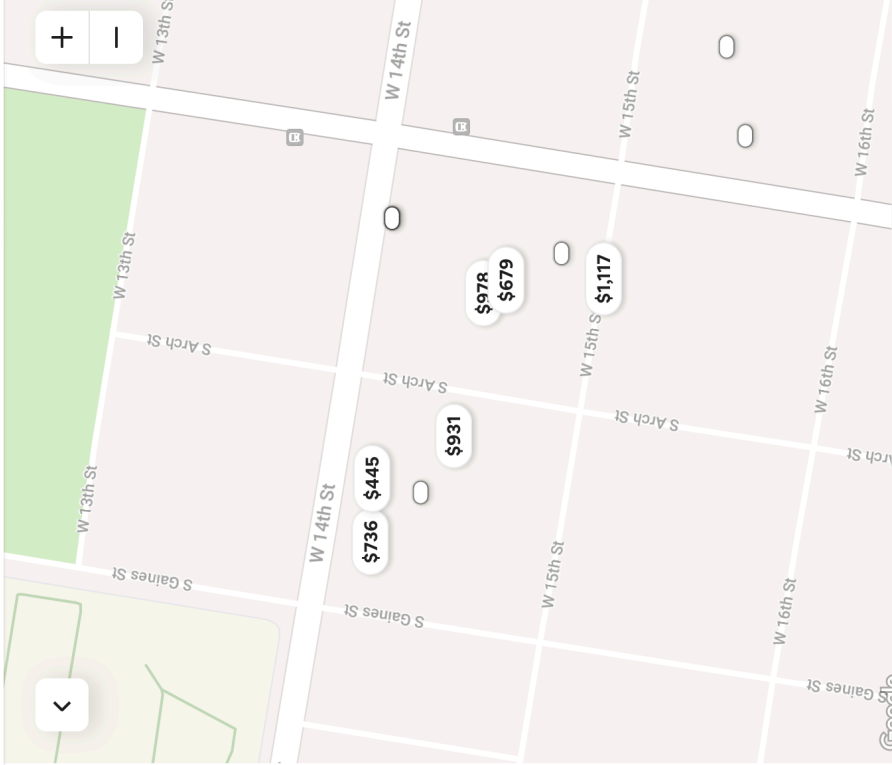 +
−
W 13th St
W 14th St
W 15th St
W 16th St
W 13th St
S Arch St
$978
$679
$1,117
W 15th St
S Arch St
W 16th St
S Arch St
S Arch
W 13th St
$931
$445
W 14th St
$736
W 15th St
S Gaines St
S Gaines St
W 16th St
S Gaines St
Google